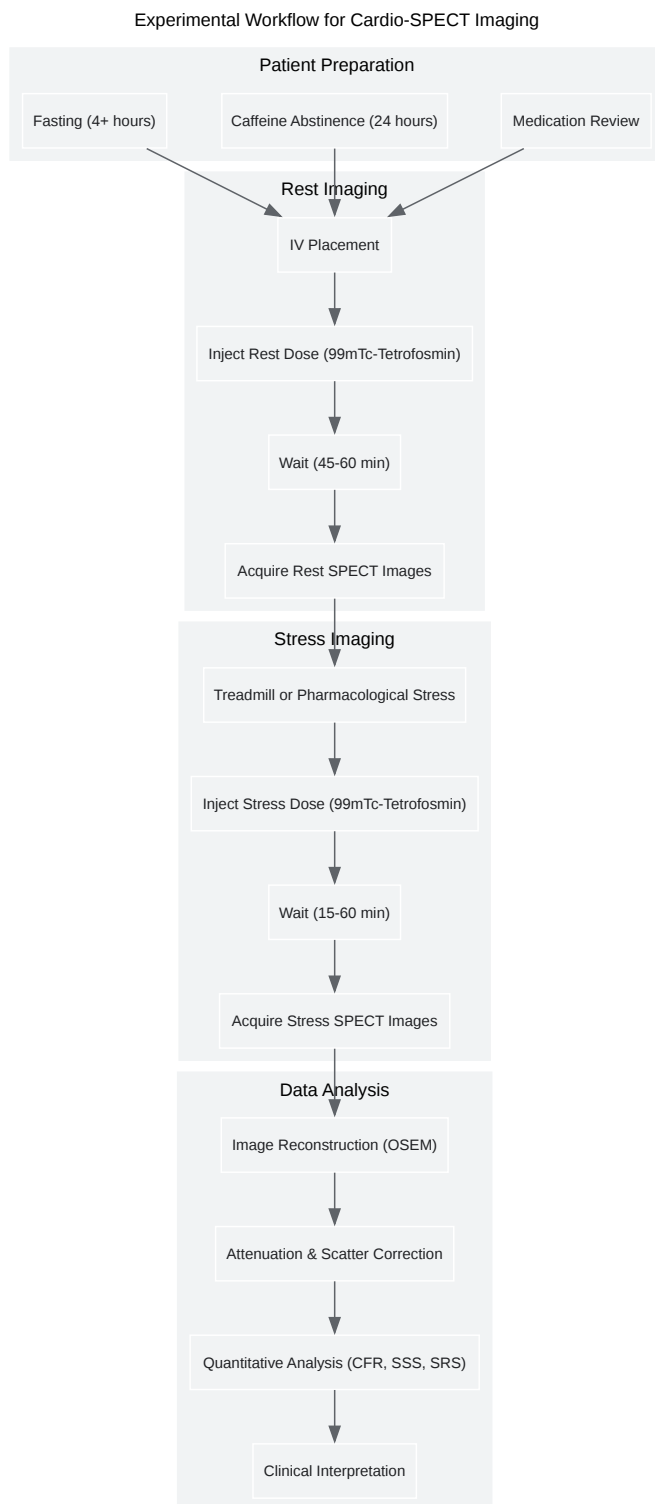 Experimental Workflow for Cardio-SPECT Imaging
Patient Preparation
Fasting (4+ hours)
Caffeine Abstinence (24 hours)
Medication Review
Rest Imaging
IV Placement
Inject Rest Dose (99mTc-Tetrofosmin)
Wait (45-60 min)
Acquire Rest SPECT Images
Stress Imaging
Treadmill or Pharmacological Stress
Inject Stress Dose (99mTc-Tetrofosmin)
Wait (15-60 min)
Acquire Stress SPECT Images
Data Analysis
Image Reconstruction (OSEM)
Attenuation & Scatter Correction
Quantitative Analysis (CFR, SSS, SRS)
Clinical Interpretation